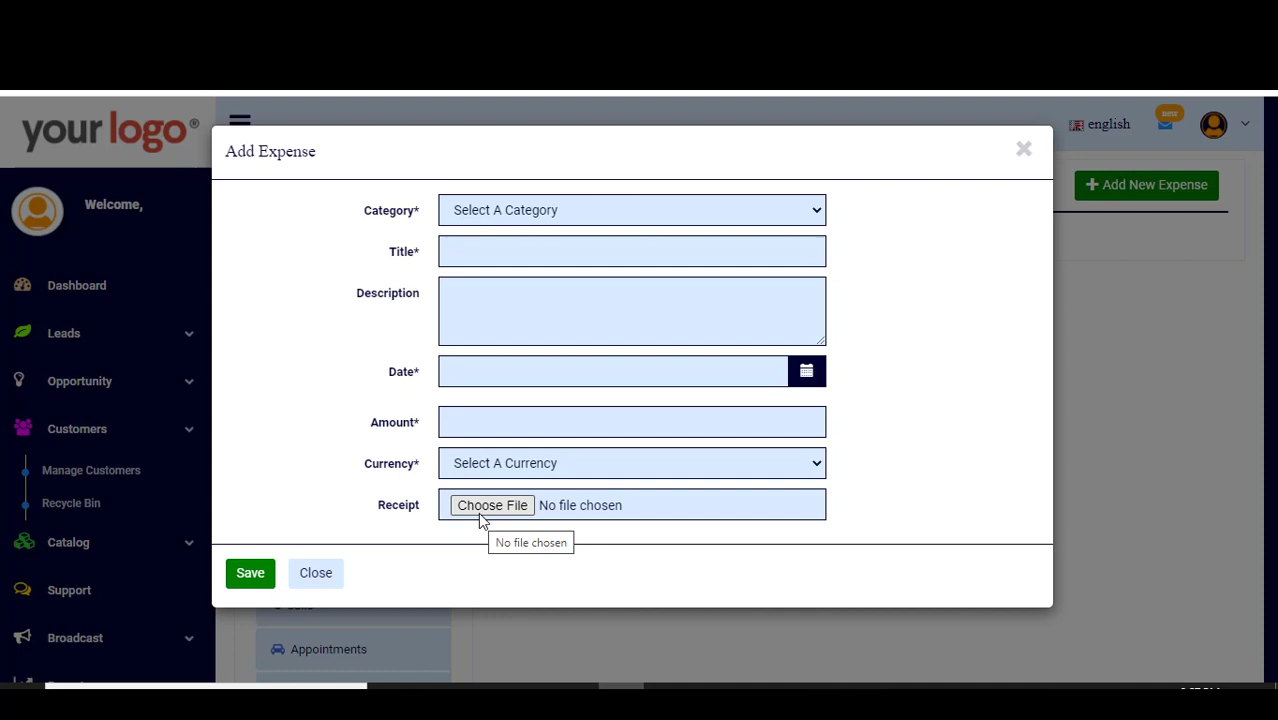 your logo®
english
new
Add Expense
Add New Expense
Welcome,
Category*
Select A Category
Title*
Dashboard
Description
Leads
Date*
Opportunity
Amount*
Customers
Currency*
Select A Currency
Manage Customers
Receipt
Choose File No file chosen
Recycle Bin
No file chosen
Catalog
Save
Close
Support
Broadcast
Appointments